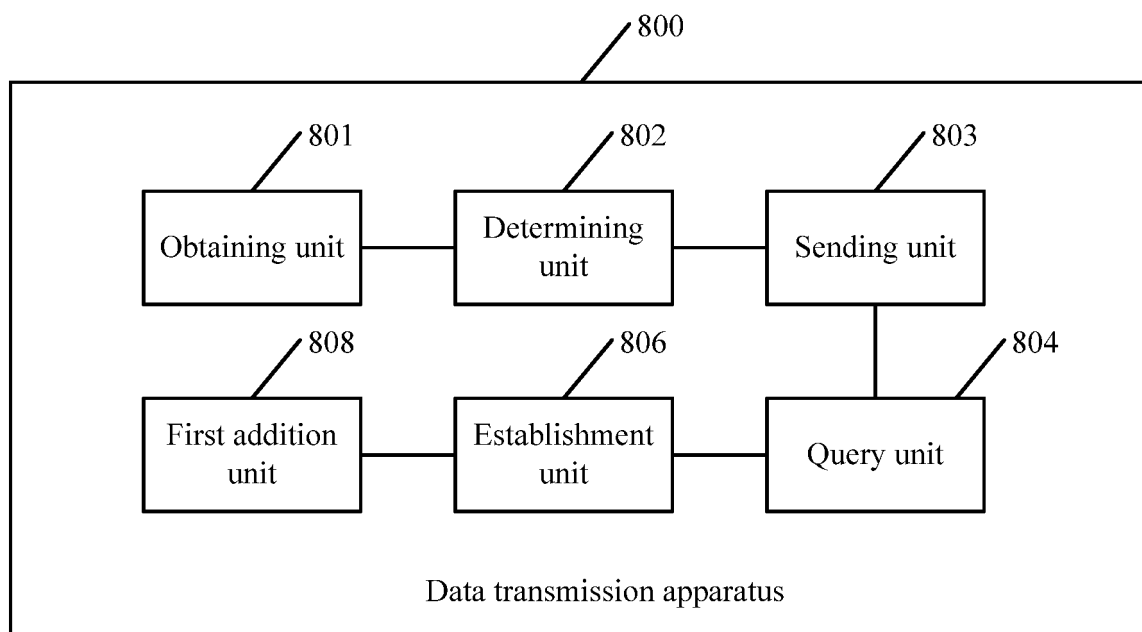 800
801
802
803
Obtaining unit
Determining
unit
Sending unit
808
806
804
First addition
unit
Establishment
unit
Query unit
Data transmission apparatus